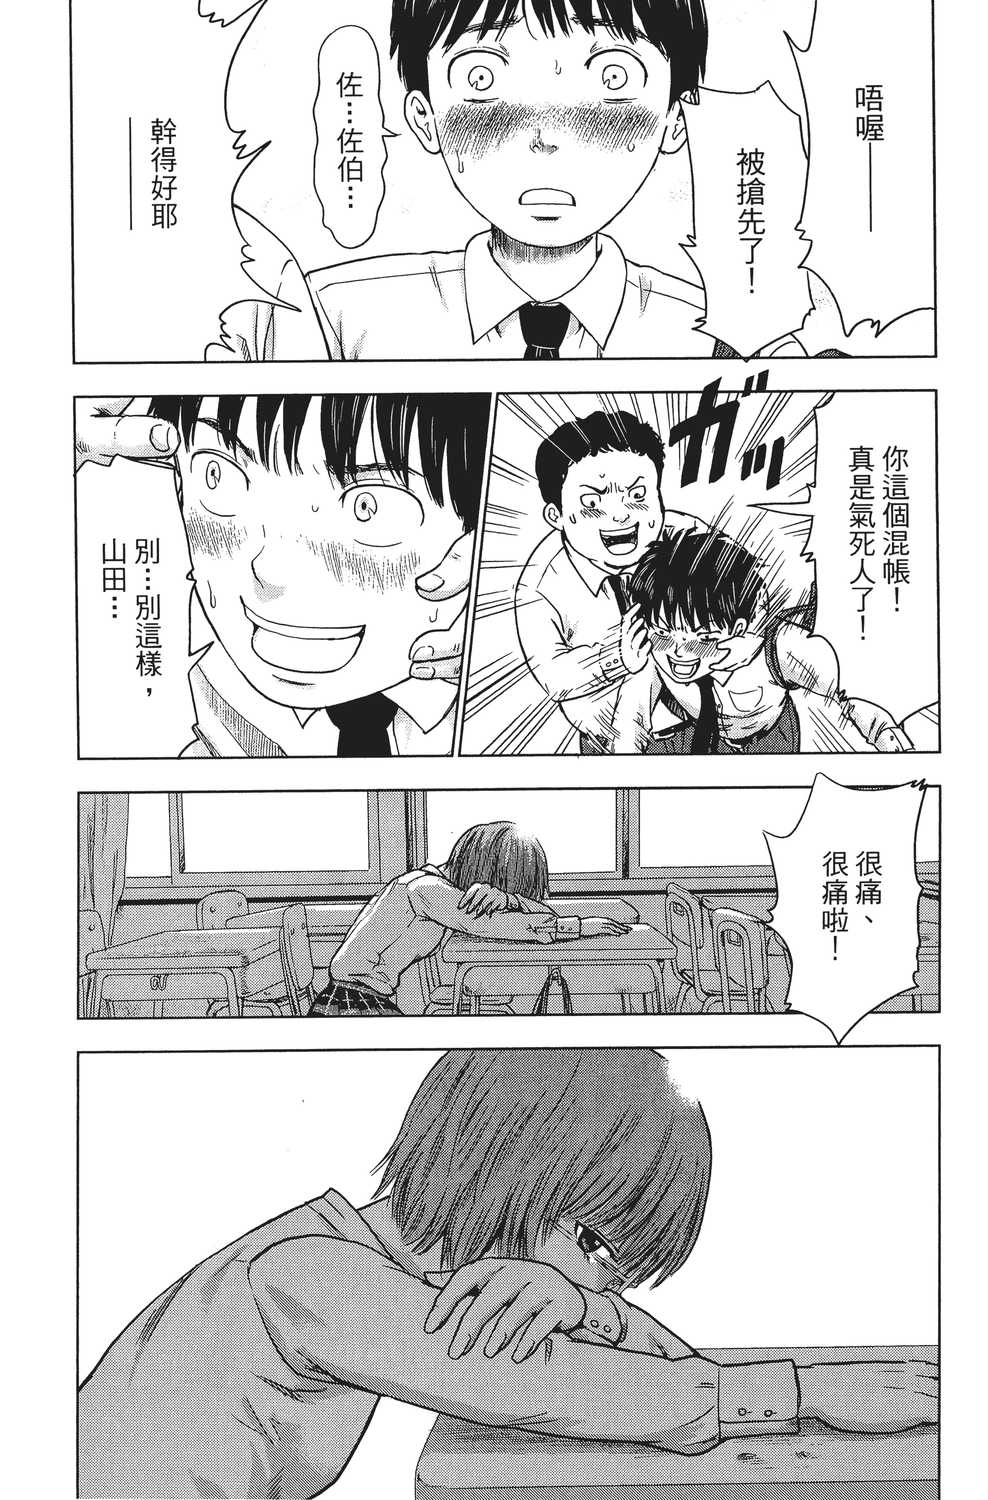 唔喔——
被搶先了！
佐…佐伯…
——幹得好耶——
你這個混帳！
真是氣死人了！
ガッ
別…別這樣，
山田…
很痛、
很痛啦！